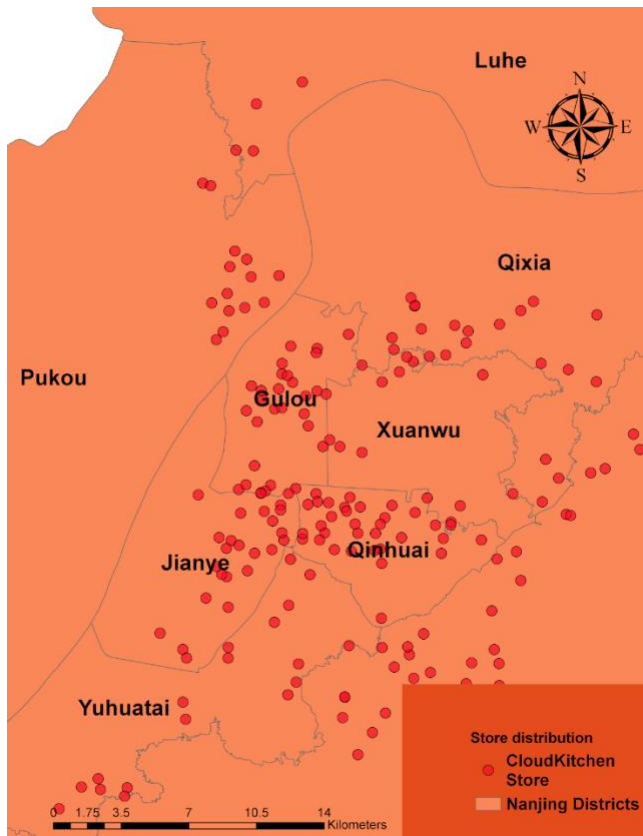 Luhe
N
W E
S
Qixia
Pukou
Gulou
Xuanwu
Qinhuai
Jianye
Yuhuatai
Store distribution
CloudKitchen
Store
Nanjing Districts
0 1.75 3.5 7 10.5 14
Kilometers